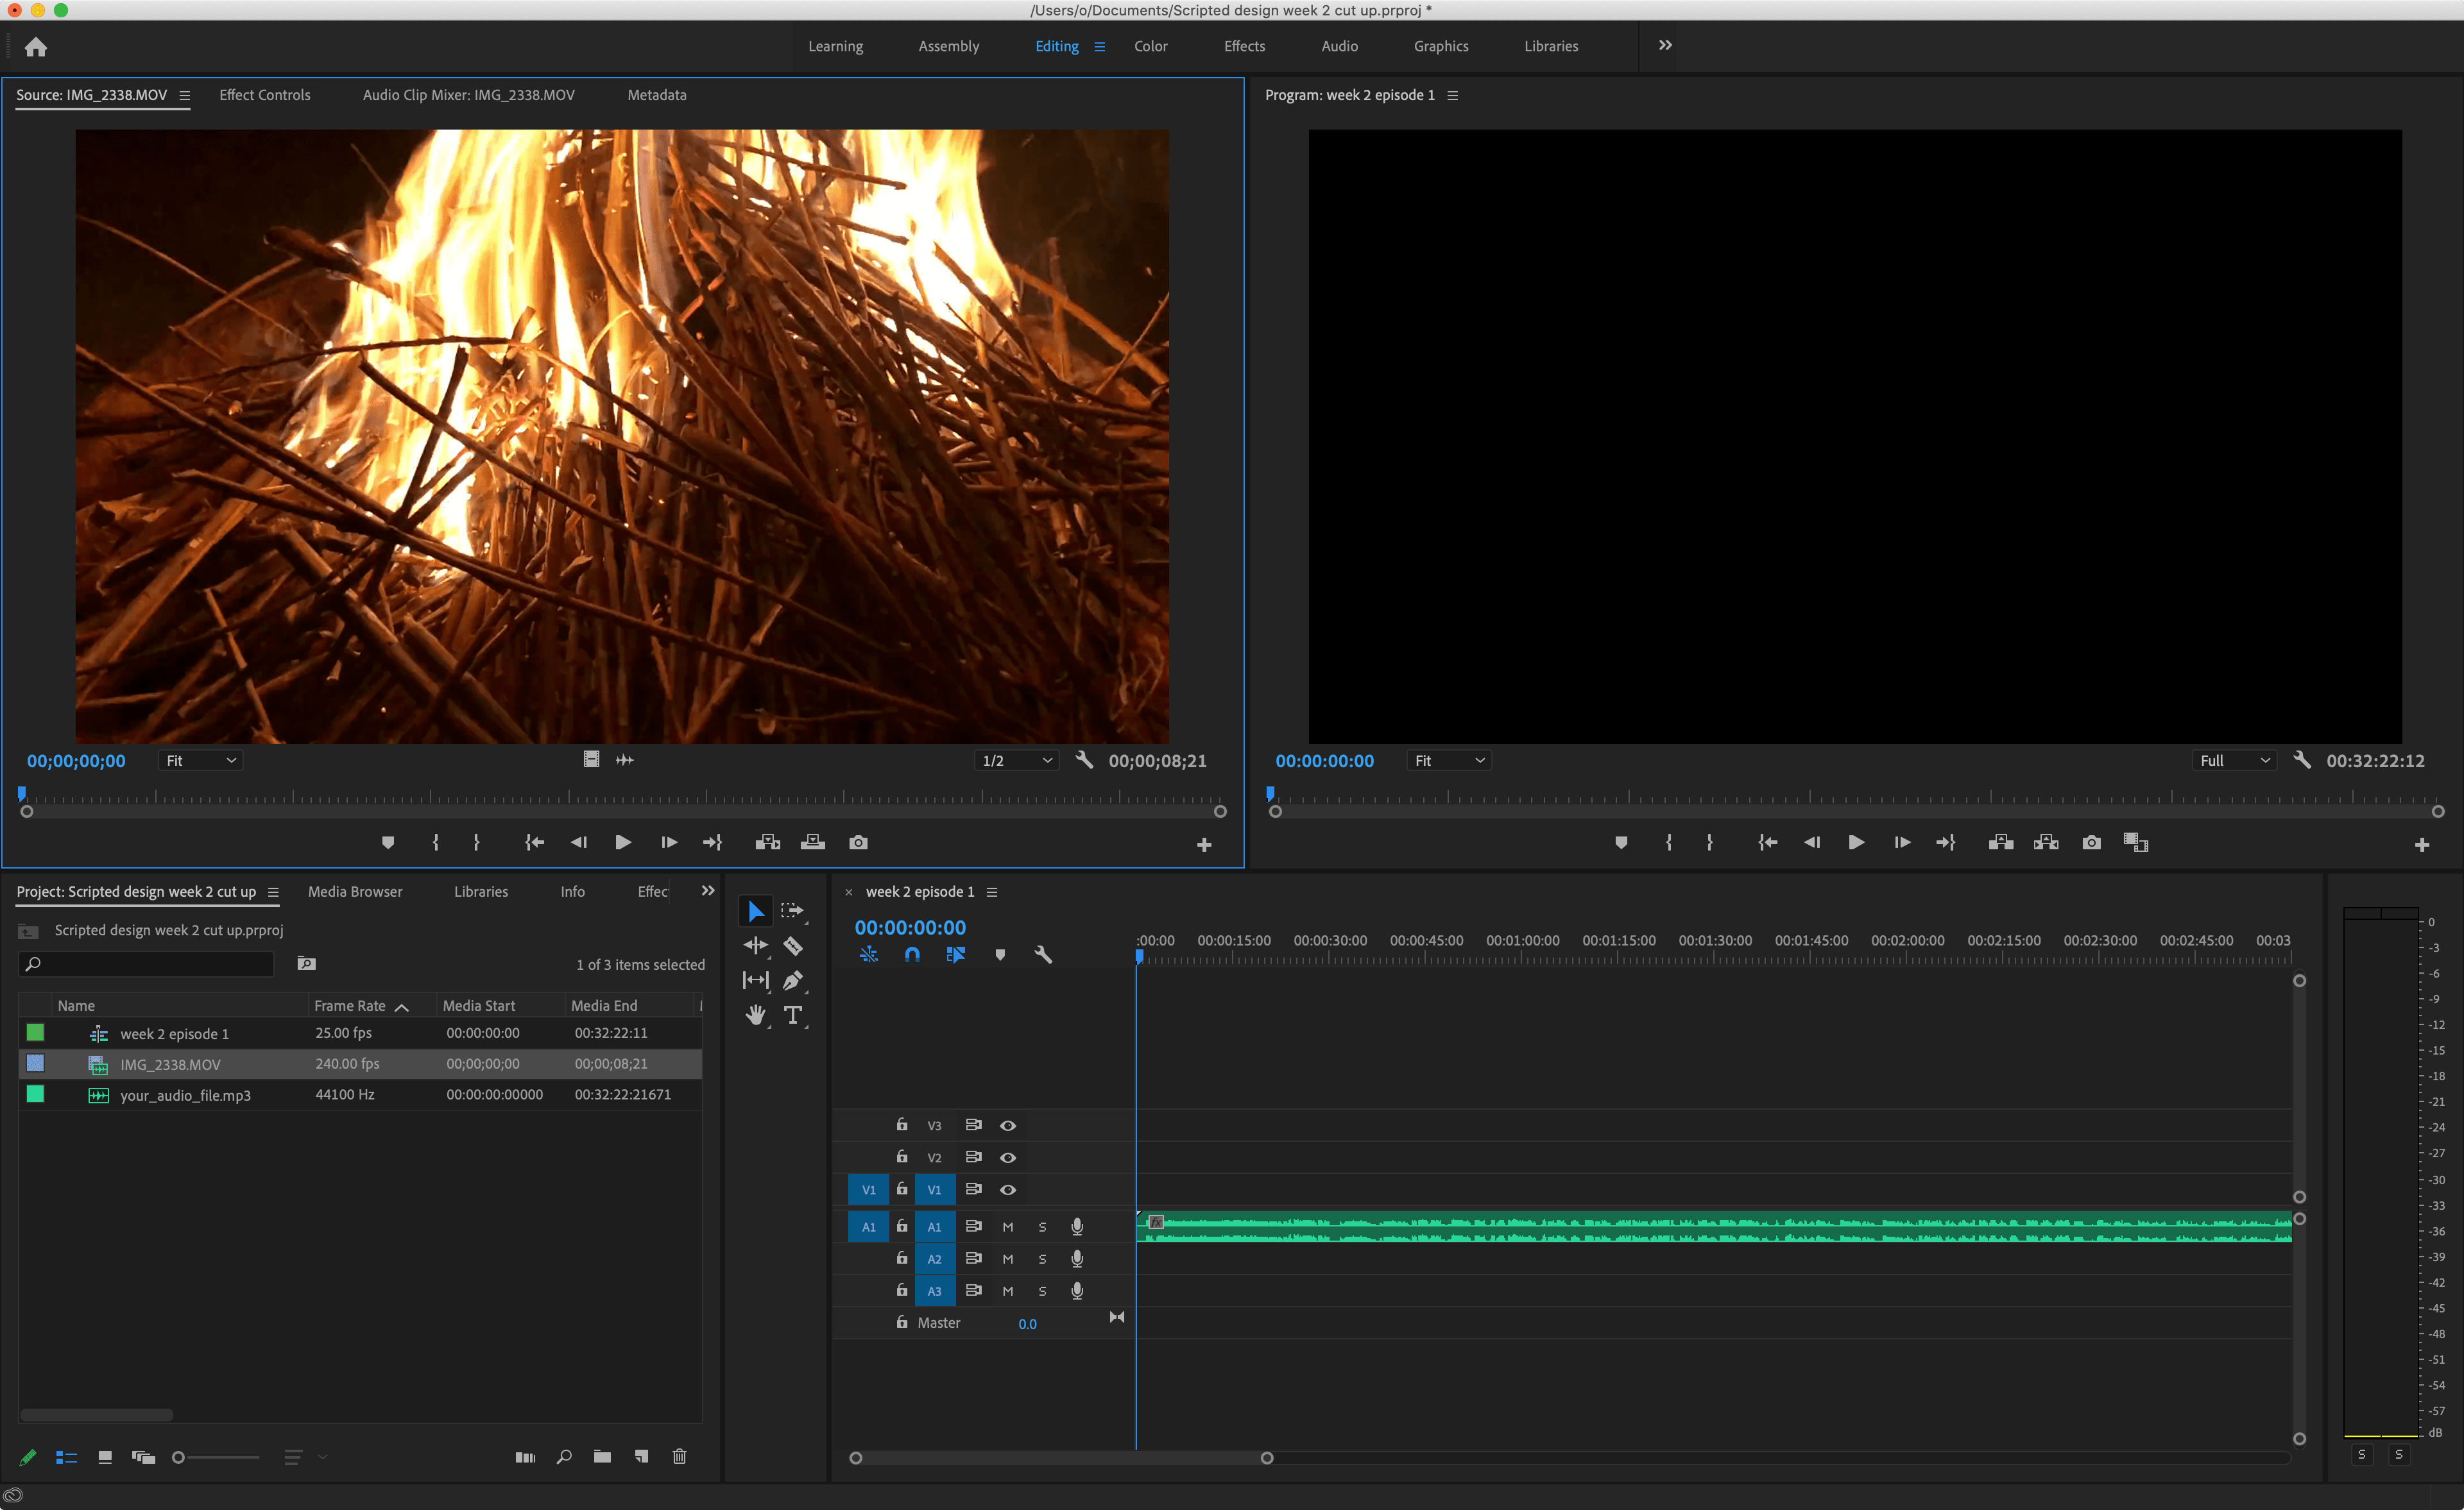 /Users/o/Documents/Scripted design week 2 cut up.prproj *
Learning Assembly Editing Color Effects Audio Graphics Libraries
Source: IMG_2338.MOV Effect Controls Audio Clip Mixer: IMG_2338.MOV Metadata
Program: week 2 episode 1
00;00;00;00 Fit 1/2 00;00;08;21
00:00:00:00 Fit Full 00:32:22:12
Project: Scripted design week 2 cut up Media Browser Libraries Info Effec
Scripted design week 2 cut up.prproj
1 of 3 items selected
Name Frame Rate Media Start Media End
week 2 episode 1 25.00 fps 00:00:00:00 00:32:22:11
IMG_2338.MOV 240.00 fps 00;00;00;00 00;00;08;21
your_audio_file.mp3 44100 Hz 00:00:00:00000 00:32:22:21671
× week 2 episode 1
00:00:00:00
:00:00 00:00:15:00 00:00:30:00 00:00:45:00 00:01:00:00 00:01:15:00 00:01:30:00 00:01:45:00 00:02:00:00 00:02:15:00 00:02:30:00 00:02:45:00 00:03
V3
V2
V1 V1
A1 A1 M S fx
A2 M S
A3 M S
Master 0.0
0
-3
-6
-9
-12
-15
-18
-21
-24
-27
-30
-33
-36
-39
-42
-45
-48
-51
-54
-57
dB
S S